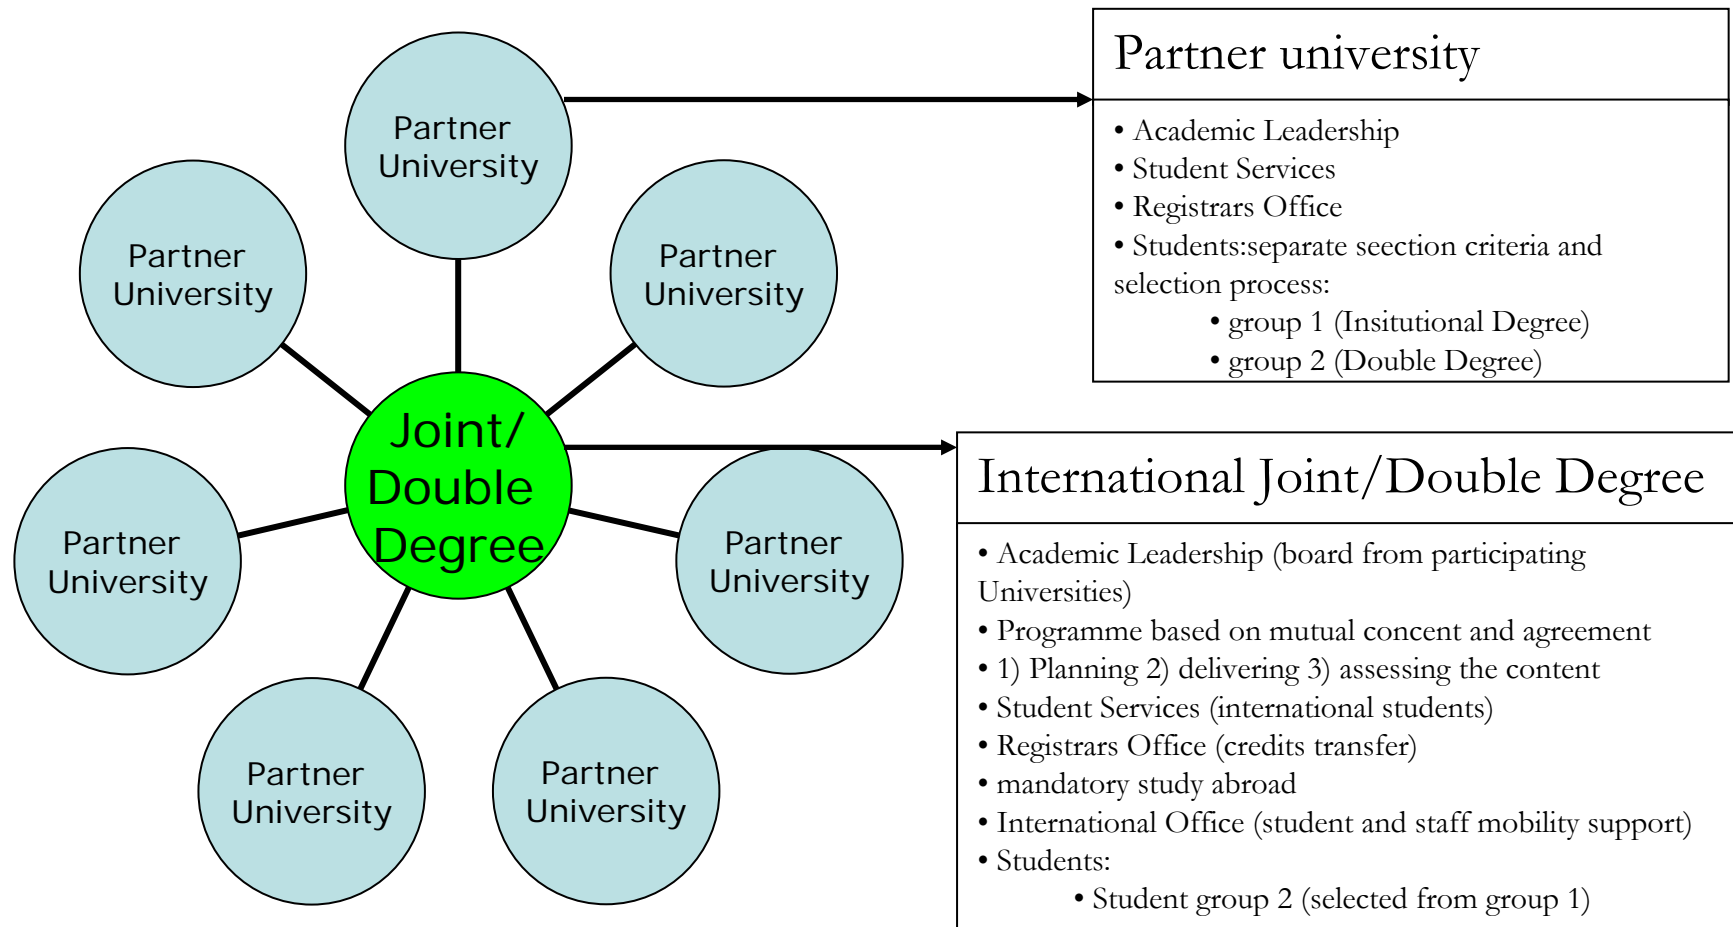 Partner
University
Partner
University
Partner
University
Partner
University
Partner
University
Partner
University
Partner
University
Joint/
Double
Degree
Partner university
• Academic Leadership
• Student Services
• Registrars Office
• Students:separate seection criteria and
selection process:
• group 1 (Insitutional Degree)
• group 2 (Double Degree)
International Joint/Double Degree
• Academic Leadership (board from participating
Universities)
• Programme based on mutual concent and agreement
• 1) Planning 2) delivering 3) assessing the content
• Student Services (international students)
• Registrars Office (credits transfer)
• mandatory study abroad
• International Office (student and staff mobility support)
• Students:
• Student group 2 (selected from group 1)